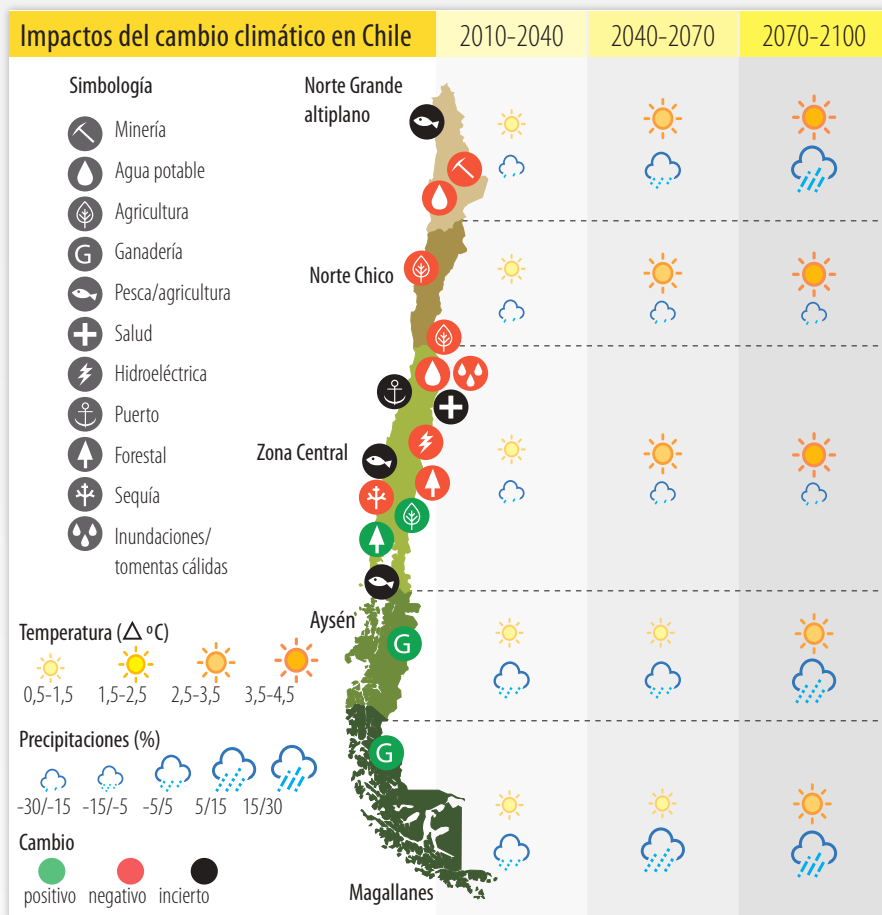 Impactos del cambio climático en Chile
2010-2040
2040-2070
2070-2100
Simbología
Minería
Agua potable
Agricultura
G
Ganadería
Pesca/agricultura
Salud
Hidroeléctrica
Puerto
Forestal
Sequía
Inundaciones/
tomentas cálidas
Norte Grande
altiplano
Norte Chico
Zona Central
Aysén
G
G
Magallanes
Temperatura (△ ºC)
0,5-1,5
1,5-2,5
2,5-3,5
3,5-4,5
Precipitaciones (%)
-30/-15
-15/-5
-5/5
5/15
15/30
Cambio
positivo
negativo
incierto